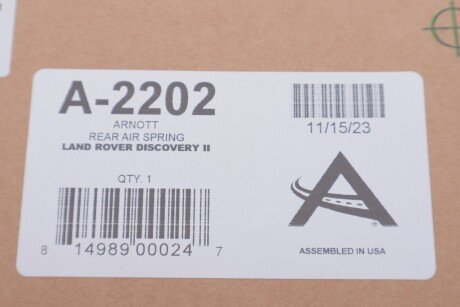 A-2202
ARNOTT
REAR AIR SPRING
LAND ROVER DISCOVERY II
QTY. 1
8 14989 00024 7
11/15/23
A
ASSEMBLED IN USA